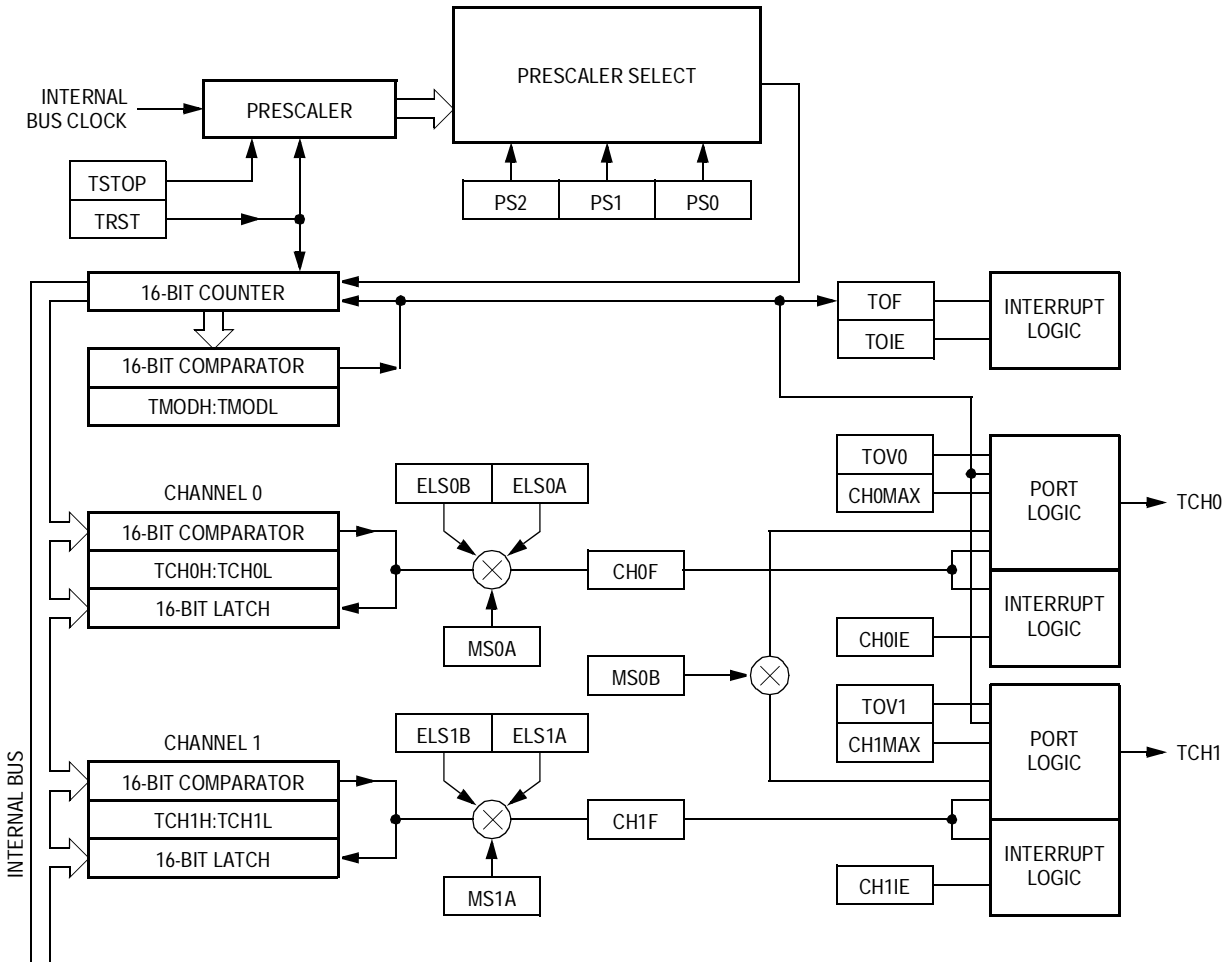 PRESCALER SELECT
INTERNAL
BUS CLOCK
PRESCALER
TSTOP
TRST
PS2
PS1
PS0
16-BIT COUNTER
16-BIT COMPARATOR
TMODH:TMODL
TOF
TOIE
INTERRUPT
LOGIC
CHANNEL 0
16-BIT COMPARATOR
TCH0H:TCH0L
16-BIT LATCH
ELS0B
ELS0A
MS0A
CH0F
TOV0
CH0MAX
PORT
LOGIC
TCH0
INTERRUPT
LOGIC
CH0IE
MS0B
CHANNEL 1
16-BIT COMPARATOR
TCH1H:TCH1L
16-BIT LATCH
ELS1B
ELS1A
MS1A
CH1F
TOV1
CH1MAX
PORT
LOGIC
TCH1
INTERRUPT
LOGIC
CH1IE
INTERNAL BUS